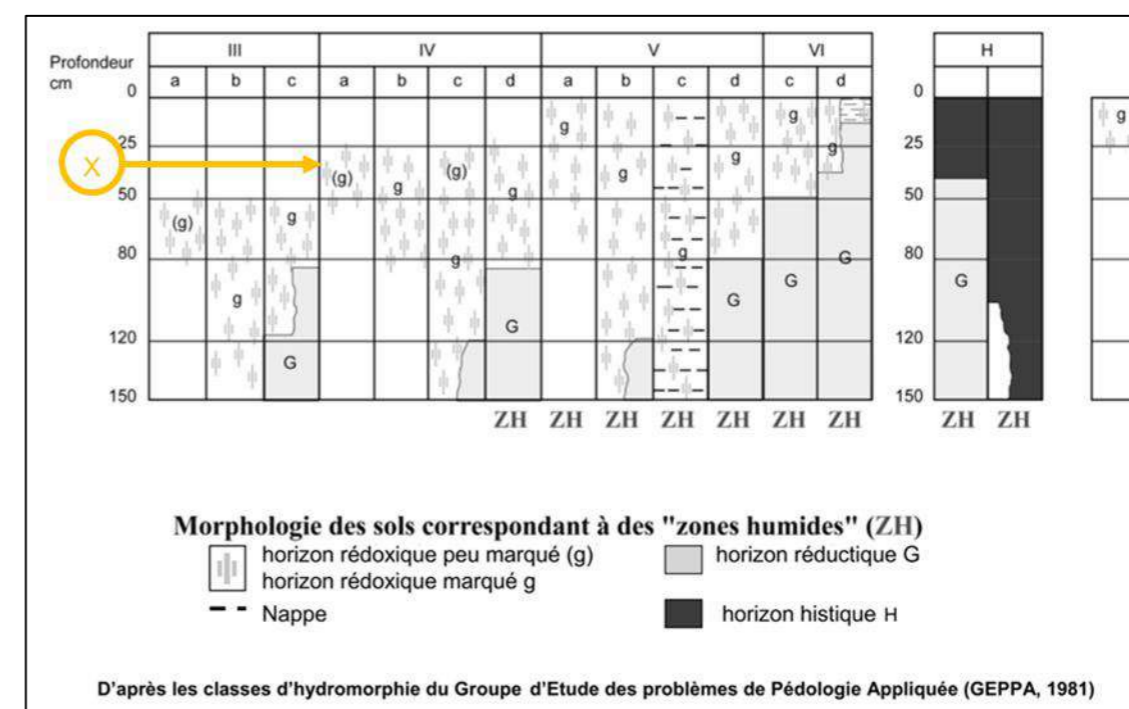 III IV V VI H
Profondeur
cm
a b c a b c d a b c d c d
0 0
g g g
25 25
X
(g) (g) g g g g g
50 50
(g) g g
80 80
g g g G G G G
G
120 120
G
150 150
ZH ZH ZH ZH ZH ZH ZH ZH ZH
Morphologie des sols correspondant à des "zones humides" (ZH)
horizon rédoxique peu marqué (g) horizon réductique G
horizon rédoxique marqué g
Nappe horizon histique H
D'après les classes d'hydromorphie du Groupe d'Etude des problèmes de Pédologie Appliquée (GEPPA, 1981)